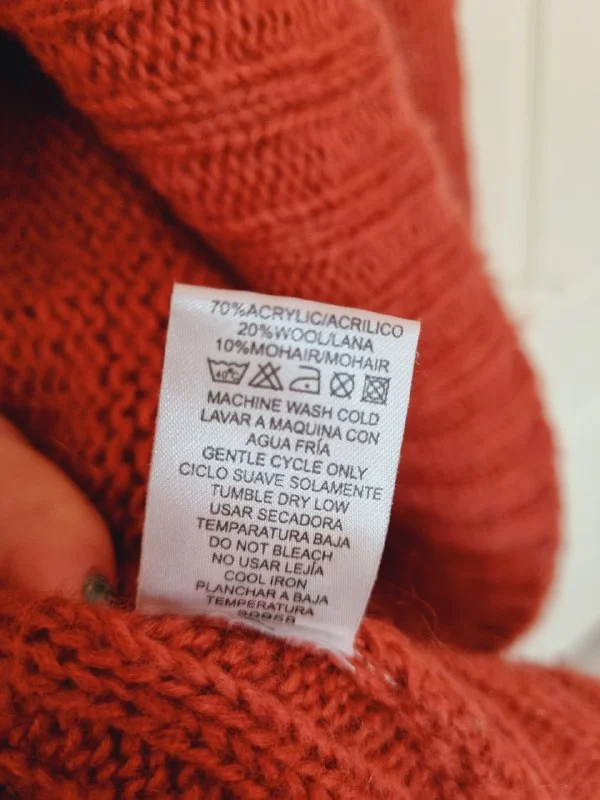 70%ACRYLIC/ACRILICO
20%WOOL/LANA
10%MOHAIR/MOHAIR
40°C
MACHINE WASH COLD
LAVAR A MAQUINA CON
AGUA FRÍA
GENTLE CYCLE ONLY
CICLO SUAVE SOLAMENTE
TUMBLE DRY LOW
USAR SECADORA
TEMPARATURA BAJA
DO NOT BLEACH
NO USAR LEJÍA
COOL IRON
PLANCHAR A BAJA
TEMPERATURA